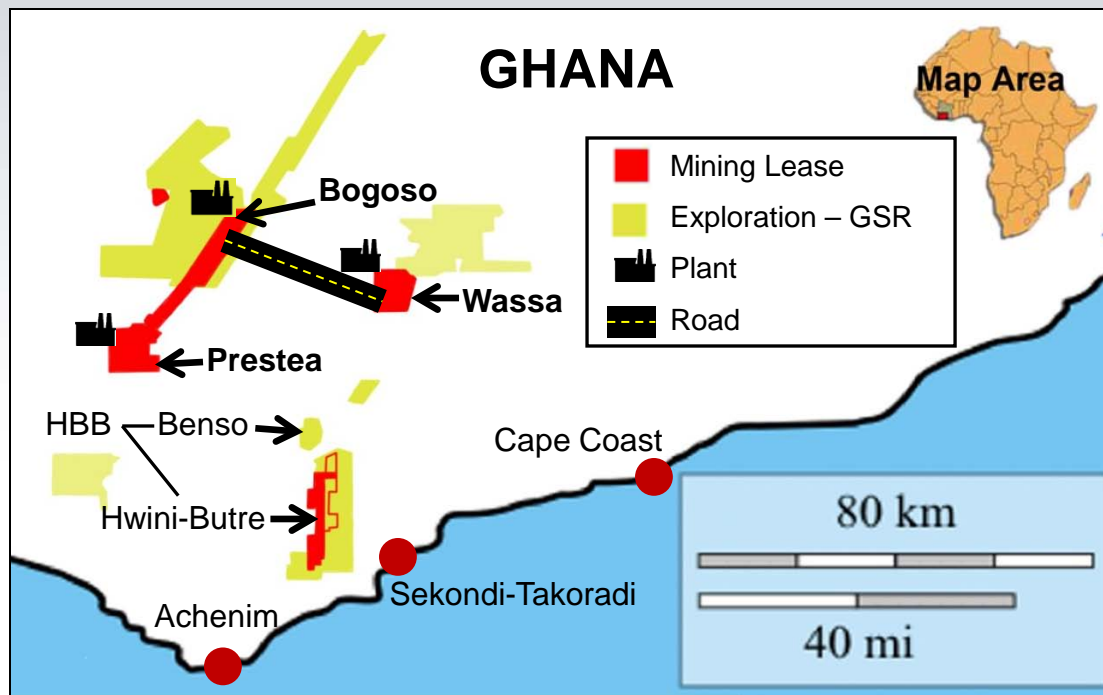 GHANA
Map Area
Mining Lease
Exploration – GSR
Plant
Road
Bogoso
Wassa
Prestea
HBB
Benso
Hwini-Butre
Cape Coast
Sekondi-Takoradi
Achenim
80 km
40 mi